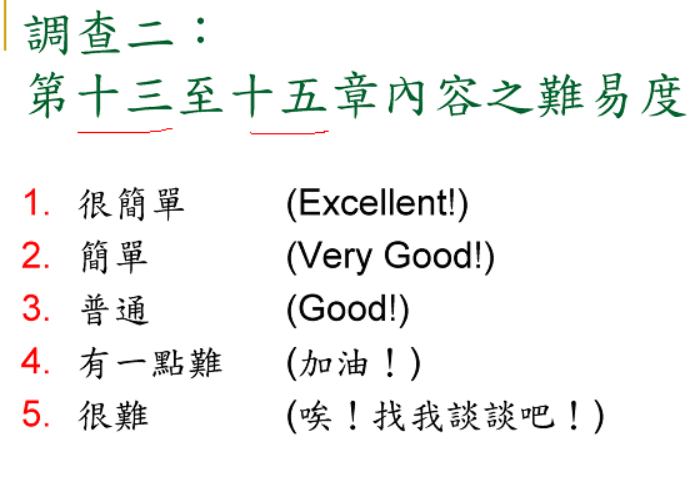 調查二：
第十三至十五章內容之難易度
1. 很簡單 (Excellent!)
2. 簡單 (Very Good!)
3. 普通 (Good!)
4. 有一點難 (加油！)
5. 很難 (唉！找我談談吧！)